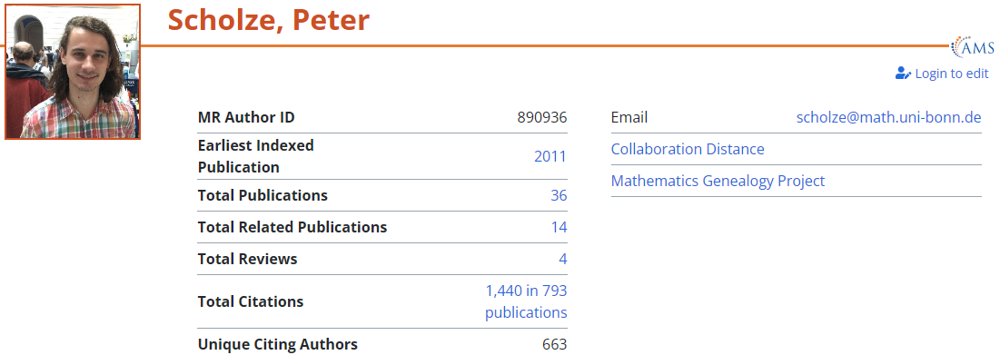 Scholze, Peter
AMS
Login to edit
MR Author ID 890936
Earliest Indexed
Publication 2011
Total Publications 36
Total Related Publications 14
Total Reviews 4
Total Citations 1,440 in 793
publications
Unique Citing Authors 663
Email scholze@math.uni-bonn.de
Collaboration Distance
Mathematics Genealogy Project